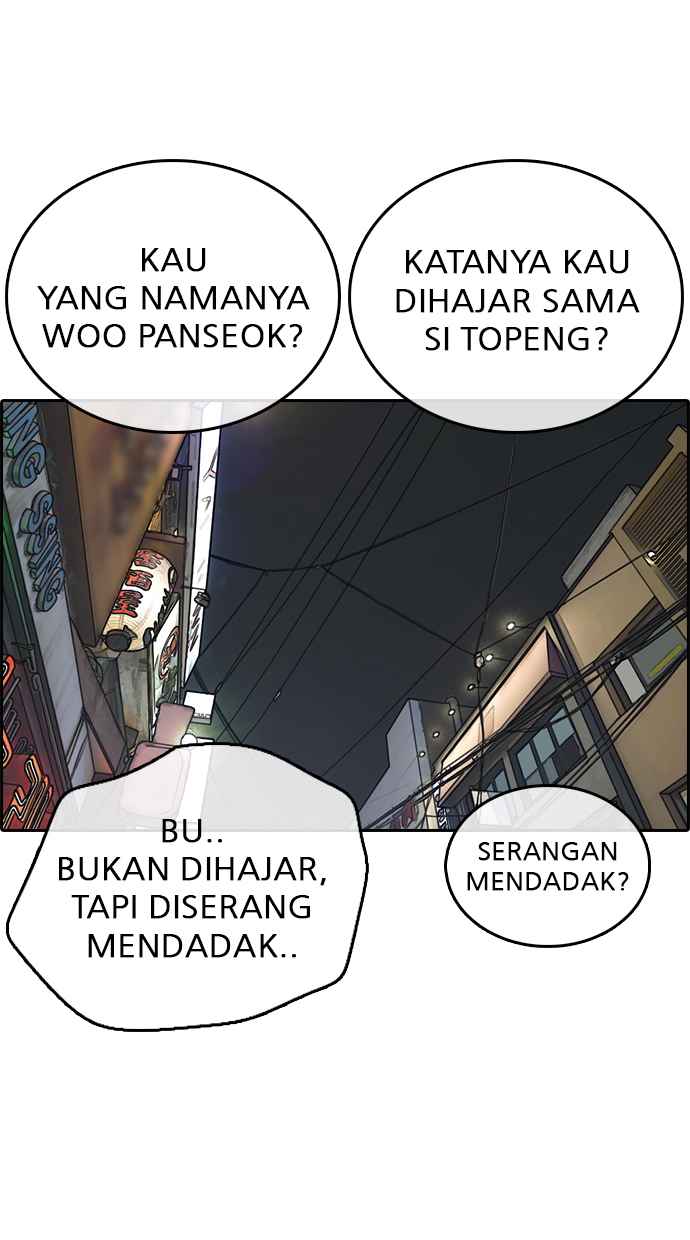 KAU
YANG NAMANYA
WOO PANSEOK?
KATANYA KAU
DIHAJAR SAMA
SI TOPENG?
BU..
BUKAN DIHAJAR,
TAPI DISERANG
MENDADAK..
SERANGAN
MENDADAK?